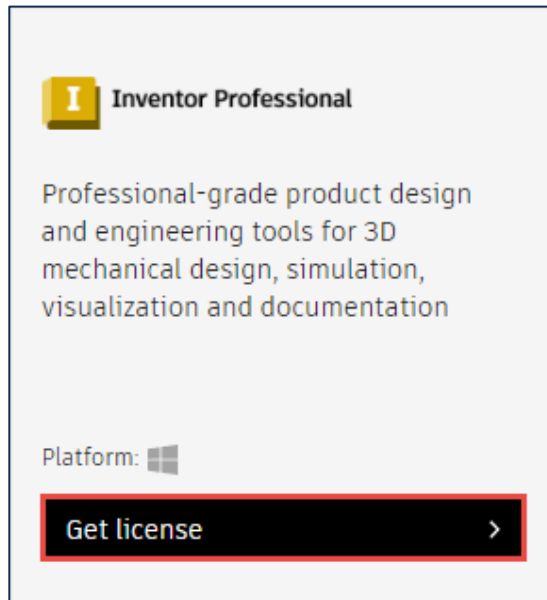 I Inventor Professional
Professional-grade product design
and engineering tools for 3D
mechanical design, simulation,
visualization and documentation
Platform:
Get license